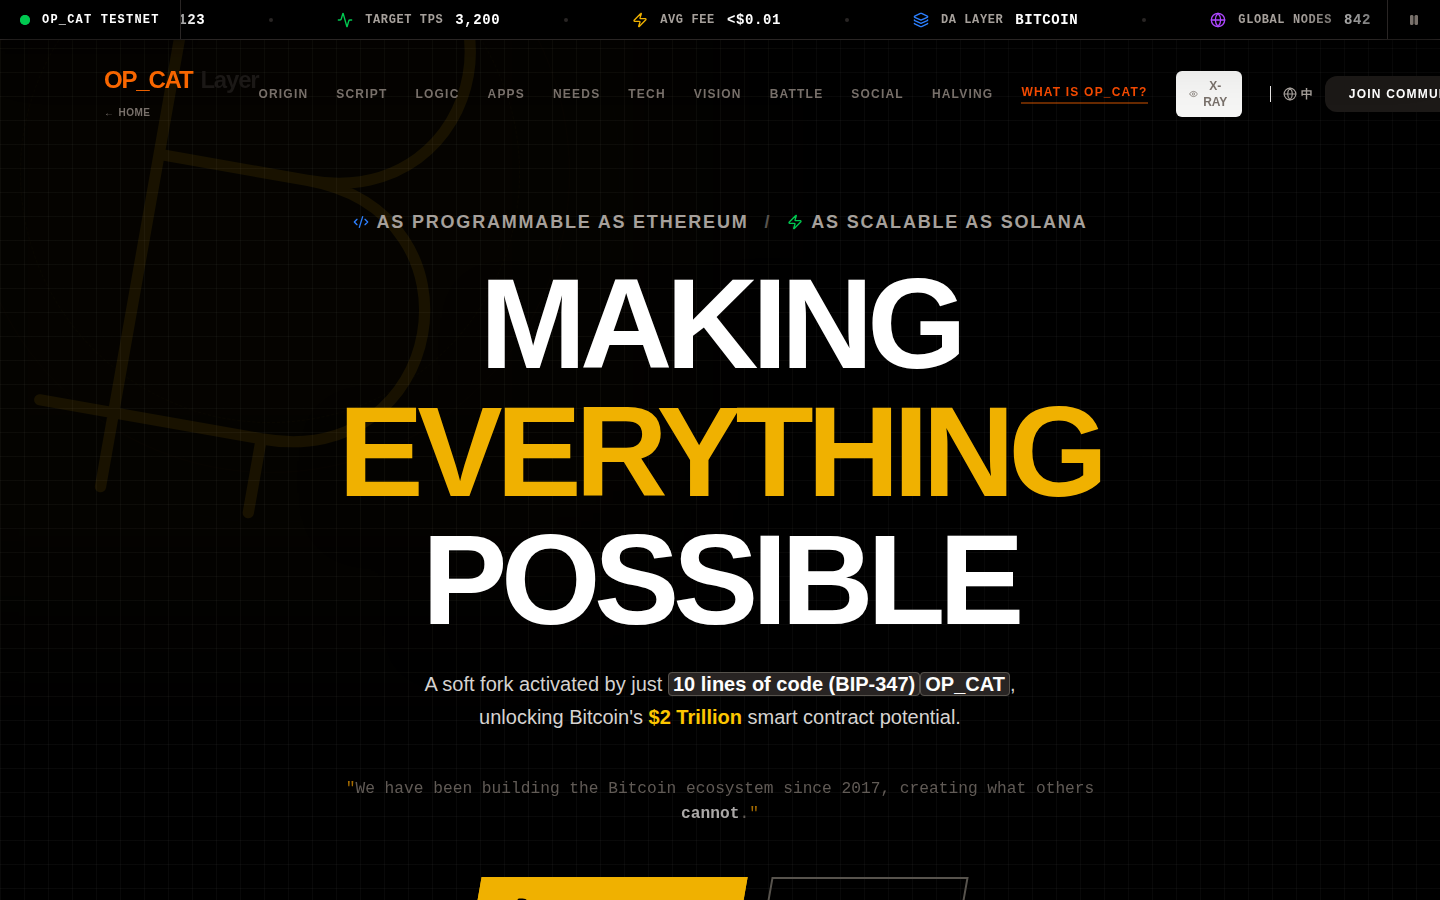 OP_CAT TESTNET 123 TARGET TPS 3,200 AVG FEE <$0.01 DA LAYER BITCOIN GLOBAL NODES 842
OP_CAT Layer
← HOME
ORIGIN SCRIPT LOGIC APPS NEEDS TECH VISION BATTLE SOCIAL HALVING WHAT IS OP_CAT?
X-
RAY
中
JOIN COMMU
AS PROGRAMMABLE AS ETHEREUM / AS SCALABLE AS SOLANA
MAKING
EVERYTHING
POSSIBLE
A soft fork activated by just 10 lines of code (BIP-347) OP_CAT,
unlocking Bitcoin's $2 Trillion smart contract potential.
"We have been building the Bitcoin ecosystem since 2017, creating what others
cannot."